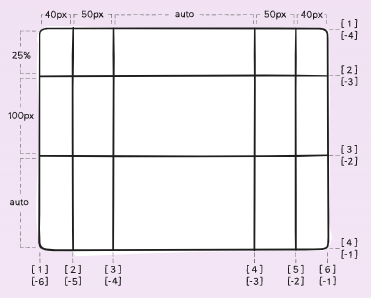 40px 50px auto 50px 40px
[1]
[-4]
25%
[2]
[-3]
100px
[3]
[-2]
auto
[4]
[-1]
[1] [2] [3] [3] [5] [6]
[-6] [-5] [-4] [-3] [-2] [-1]